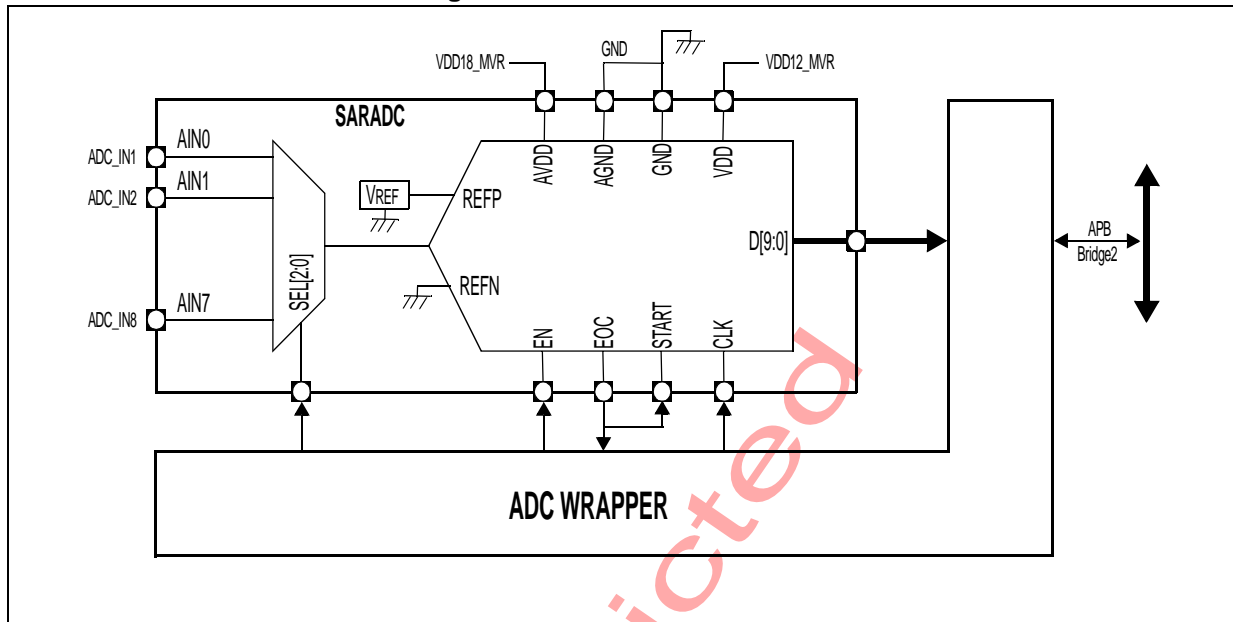 GND
VDD18_MVR
VDD12_MVR
SARADC
AIN0
ADC_IN1
AIN1
ADC_IN2
AIN7
ADC_IN8
SEL[2:0]
VREF
REFP
REFN
AVDD
AGND
GND
VDD
D[9:0]
EN
EOC
START
CLK
APB
Bridge2
ADC WRAPPER
icted